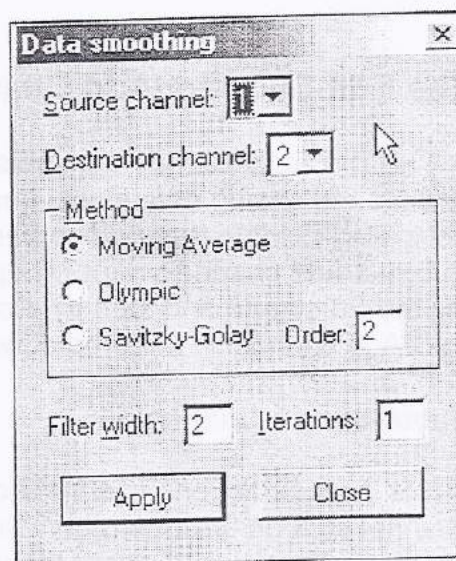 Data smoothing
Source channel: 1
Destination channel: 2
Method
Moving Average
Olympic
Savitzky-Golay Order: 2
Filter width: 2 Iterations: 1
Apply Close